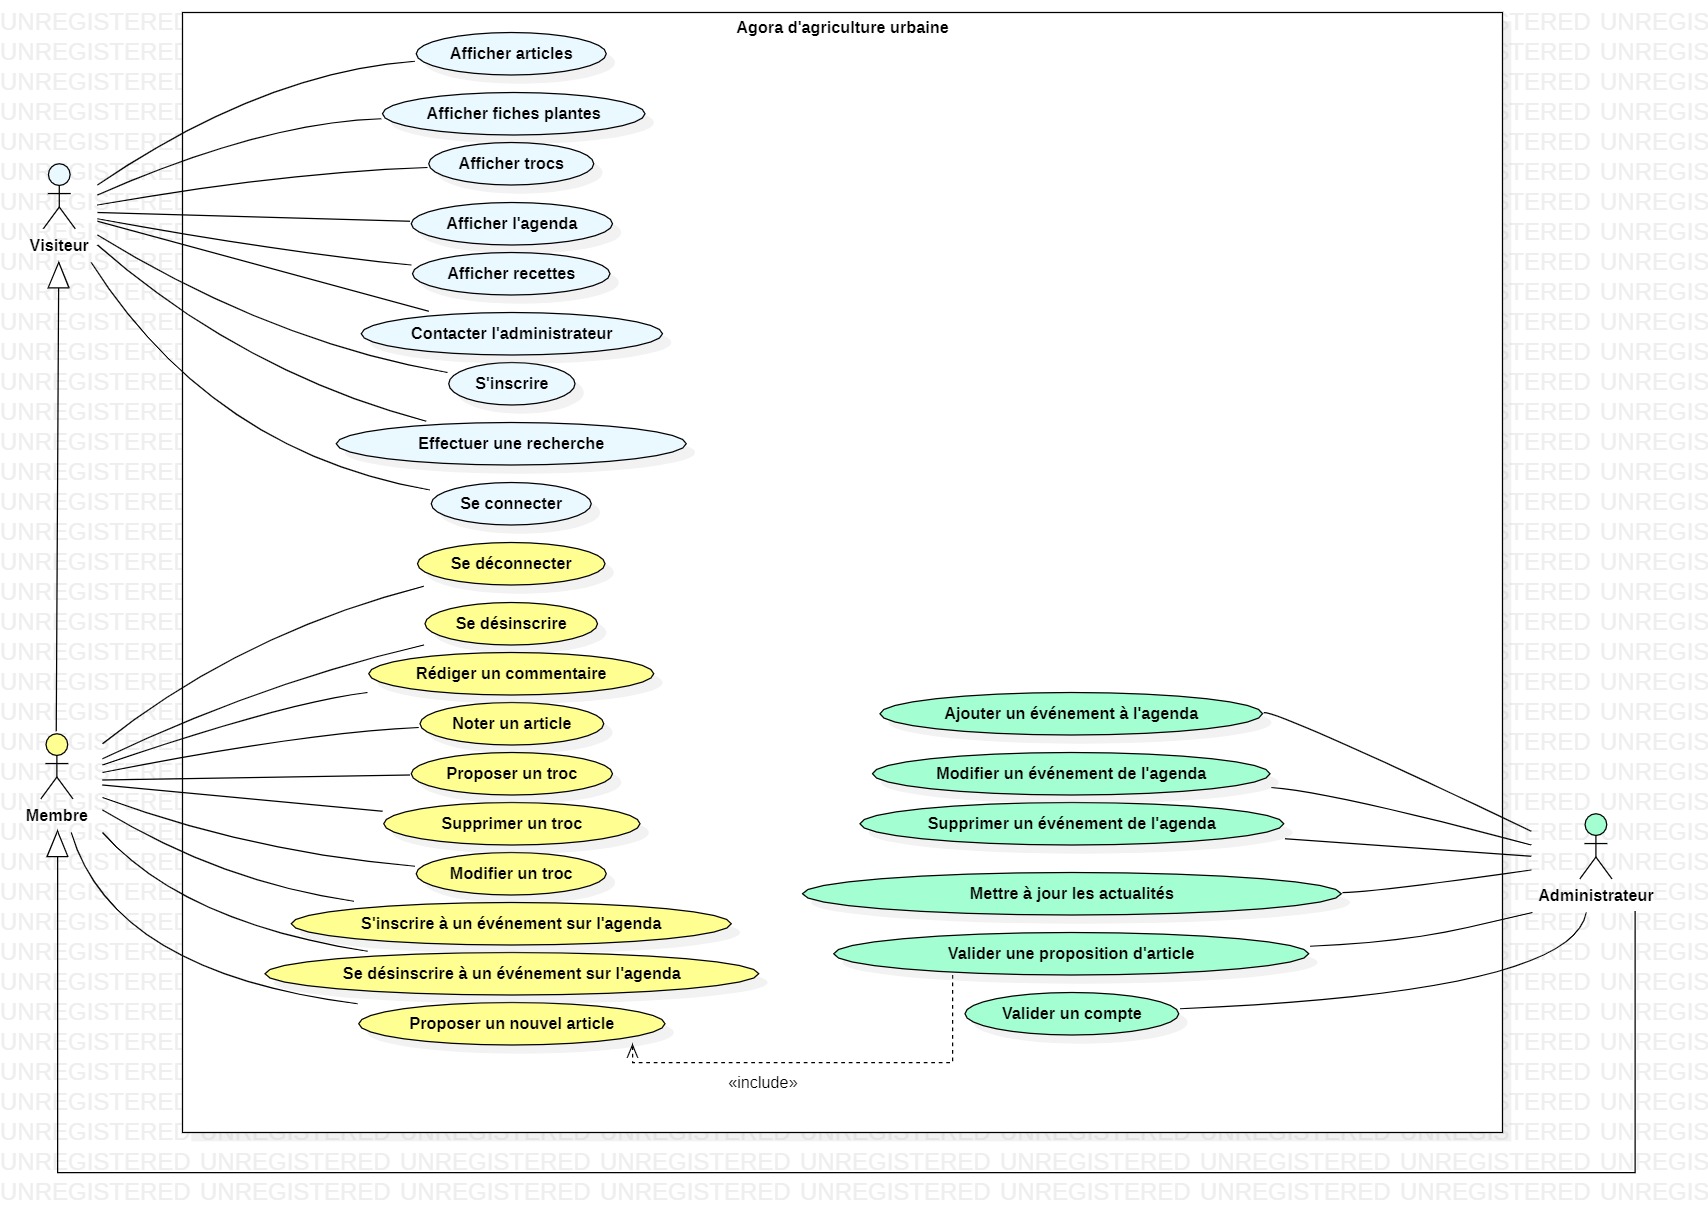 Agora d'agriculture urbaine
Afficher articles
Afficher fiches plantes
Afficher trocs
Visiteur
Afficher l'agenda
Afficher recettes
Contacter l'administrateur
S'inscrire
Effectuer une recherche
Se connecter
Se déconnecter
Se désinscrire
Rédiger un commentaire
Noter un article
Proposer un troc
Membre
Supprimer un troc
Modifier un troc
S'inscrire à un événement sur l'agenda
Se désinscrire à un événement sur l'agenda
Proposer un nouvel article
Ajouter un événement à l'agenda
Modifier un événement de l'agenda
Supprimer un événement de l'agenda
Mettre à jour les actualités
Administrateur
Valider une proposition d'article
Valider un compte
«include»
UNREGISTERED UNREGISTERED UNREGISTERED UNREGISTERED UNREGISTERED UNREGISTERED UNREGISTERED UNREGISTERED